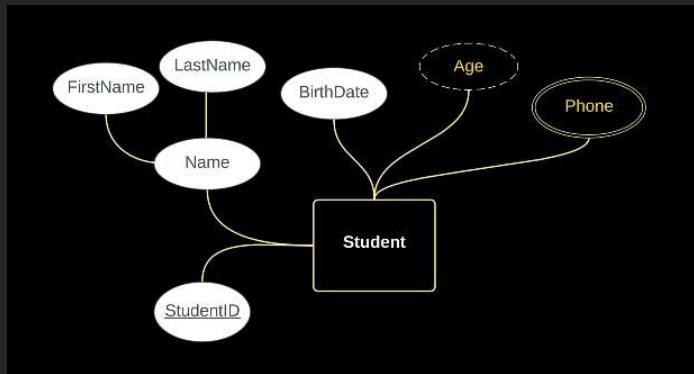 LastName
FirstName
Age
BirthDate
Phone
Name
Student
StudentID